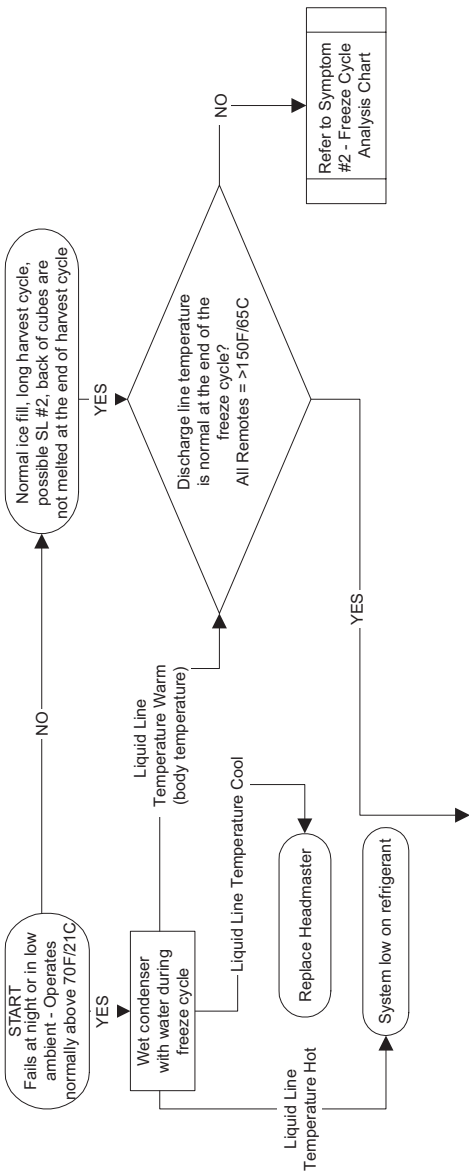 START
Fails at night or in low
ambient - Operates
normally above 70F/21C
NO
Normal ice fill, long harvest cycle,
possible SL #2, back of cubes are
not melted at the end of harvest cycle
YES
YES
Wet condenser
with water during
freeze cycle
Liquid Line
Temperature Warm
(body temperature)
Discharge line temperature
is normal at the end of the
freeze cycle?
All Remotes = >150F/65C
NO
Refer to Symptom
#2 - Freeze Cycle
Analysis Chart
Liquid Line Temperature Cool
Replace Headmaster
Liquid Line
Temperature Hot
System low on refrigerant
YES